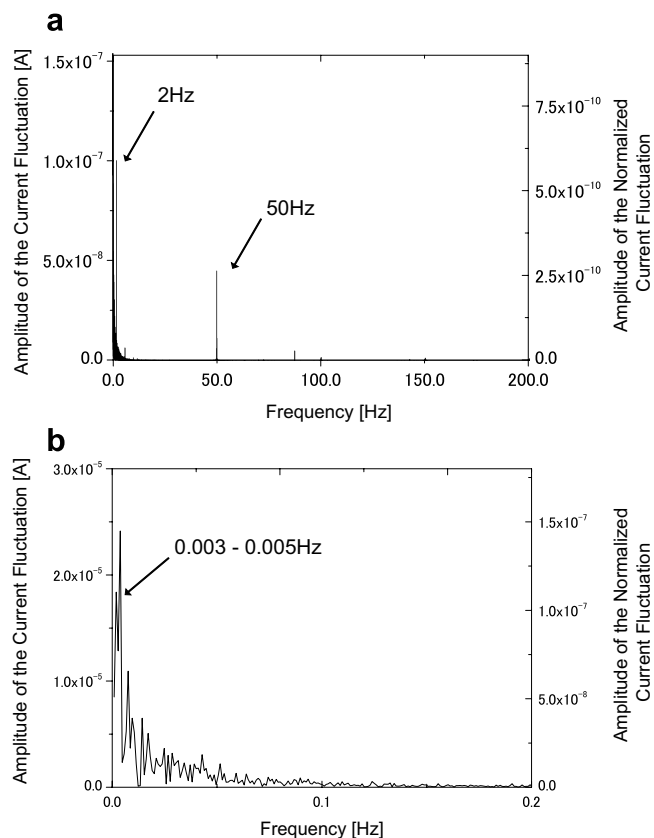 a
Amplitude of the Current Fluctuation [A]
1.5x10⁻⁷
1.0x10⁻⁷
5.0x10⁻⁸
0.0
2Hz
50Hz
7.5x10⁻¹⁰
5.0x10⁻¹⁰
2.5x10⁻¹⁰
0.0
Amplitude of the Normalized
Current Fluctuation
0.0 50.0 100.0 150.0 200.0
Frequency [Hz]
b
Amplitude of the Current Fluctuation [A]
3.0x10⁻⁵
2.0x10⁻⁵
1.0x10⁻⁵
0.0
0.003 - 0.005Hz
1.5x10⁻⁷
1.0x10⁻⁷
5.0x10⁻⁸
0.0
Amplitude of the Normalized
Current Fluctuation
0.0 0.1 0.2
Frequency [Hz]